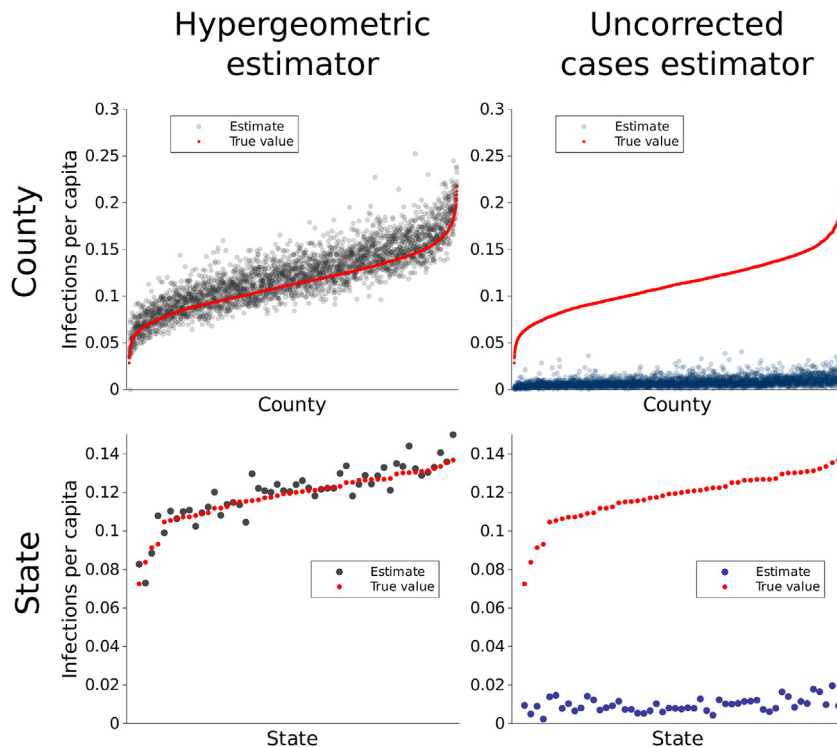 Hypergeometric
estimator
Uncorrected
cases estimator
County
Infections per capita
0.3
0.25
0.2
0.15
0.1
0.05
0
Estimate
True value
County
0.3
0.25
0.2
0.15
0.1
0.05
0
Estimate
True value
County
State
Infections per capita
0.14
0.12
0.1
0.08
0.06
0.04
0.02
0
Estimate
True value
State
0.14
0.12
0.1
0.08
0.06
0.04
0.02
0
Estimate
True value
State